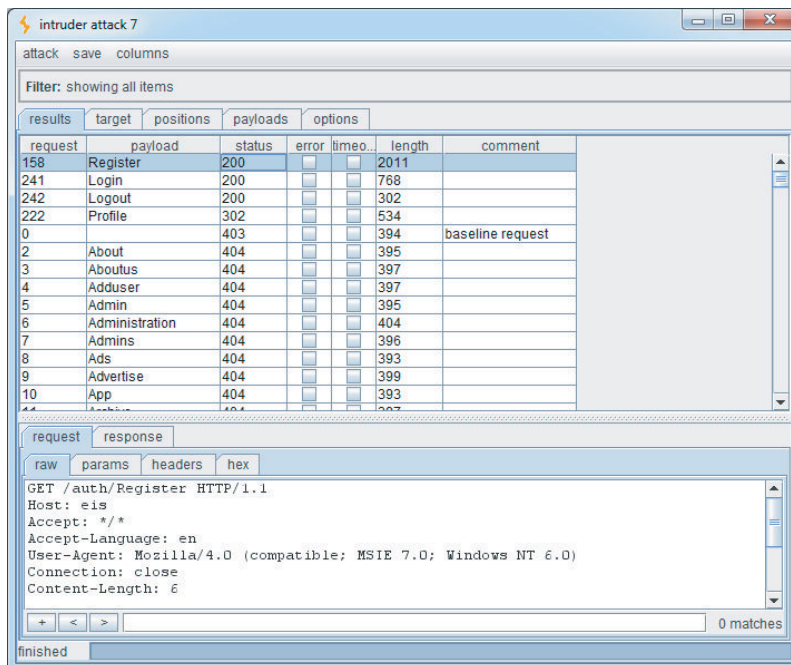 intruder attack 7
attack save columns
Filter: showing all items
results target positions payloads options
request payload status error timeo... length comment
158 Register 200 2011
241 Login 200 768
242 Logout 200 302
222 Profile 302 534
0 403 394 baseline request
2 About 404 395
3 Aboutus 404 397
4 Adduser 404 397
5 Admin 404 395
6 Administration 404 404
7 Admins 404 396
8 Ads 404 393
9 Advertise 404 399
10 App 404 393
request response
raw params headers hex
GET /auth/Register HTTP/1.1
Host: eis
Accept: */*
Accept-Language: en
User-Agent: Mozilla/4.0 (compatible; MSIE 7.0; Windows NT 6.0)
Connection: close
Content-Length: 6
+ < > 0 matches
finished